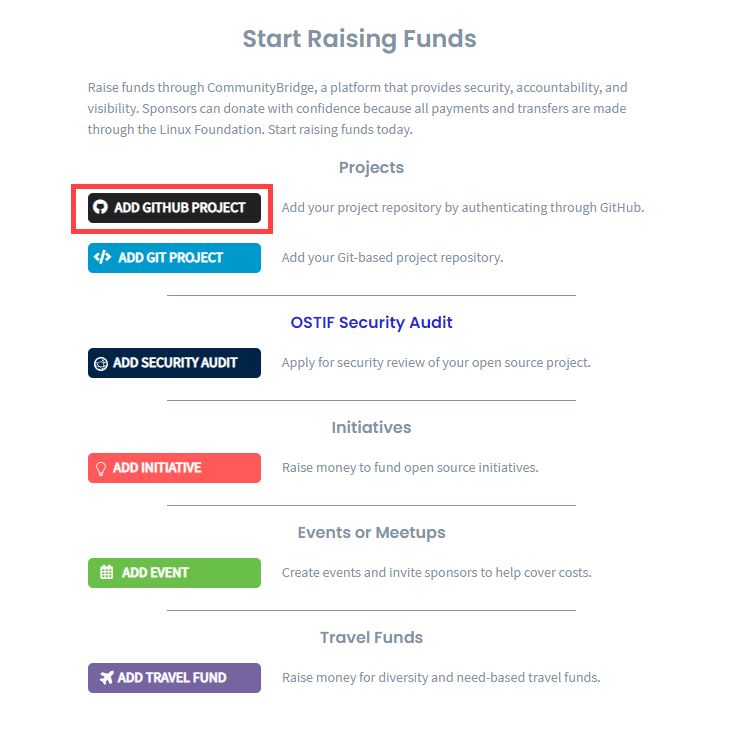 Start Raising Funds
Raise funds through CommunityBridge, a platform that provides security, accountability, and
visibility. Sponsors can donate with confidence because all payments and transfers are made
through the Linux Foundation. Start raising funds today.
Projects
ADD GITHUB PROJECT Add your project repository by authenticating through GitHub.
ADD GIT PROJECT Add your Git-based project repository.
OSTIF Security Audit
ADD SECURITY AUDIT Apply for security review of your open source project.
Initiatives
ADD INITIATIVE Raise money to fund open source initiatives.
Events or Meetups
ADD EVENT Create events and invite sponsors to help cover costs.
Travel Funds
ADD TRAVEL FUND Raise money for diversity and need-based travel funds.